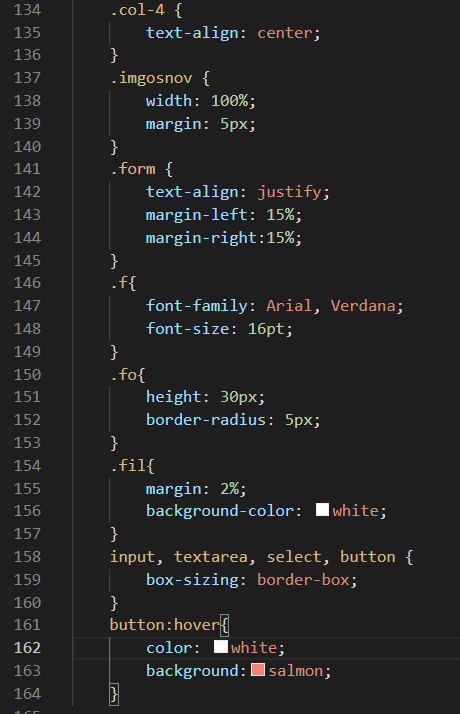 134 .col-4 {
135 text-align: center;
136 }
137 .imgosnov {
138 width: 100%;
139 margin: 5px;
140 }
141 .form {
142 text-align: justify;
143 margin-left: 15%;
144 margin-right:15%;
145 }
146 .f{
147 font-family: Arial, Verdana;
148 font-size: 16pt;
149 }
150 .fo{
151 height: 30px;
152 border-radius: 5px;
153 }
154 .fil{
155 margin: 2%;
156 background-color: white;
157 }
158 input, textarea, select, button {
159 box-sizing: border-box;
160 }
161 button:hover{
162 color: white;
163 background:salmon;
164 }
165